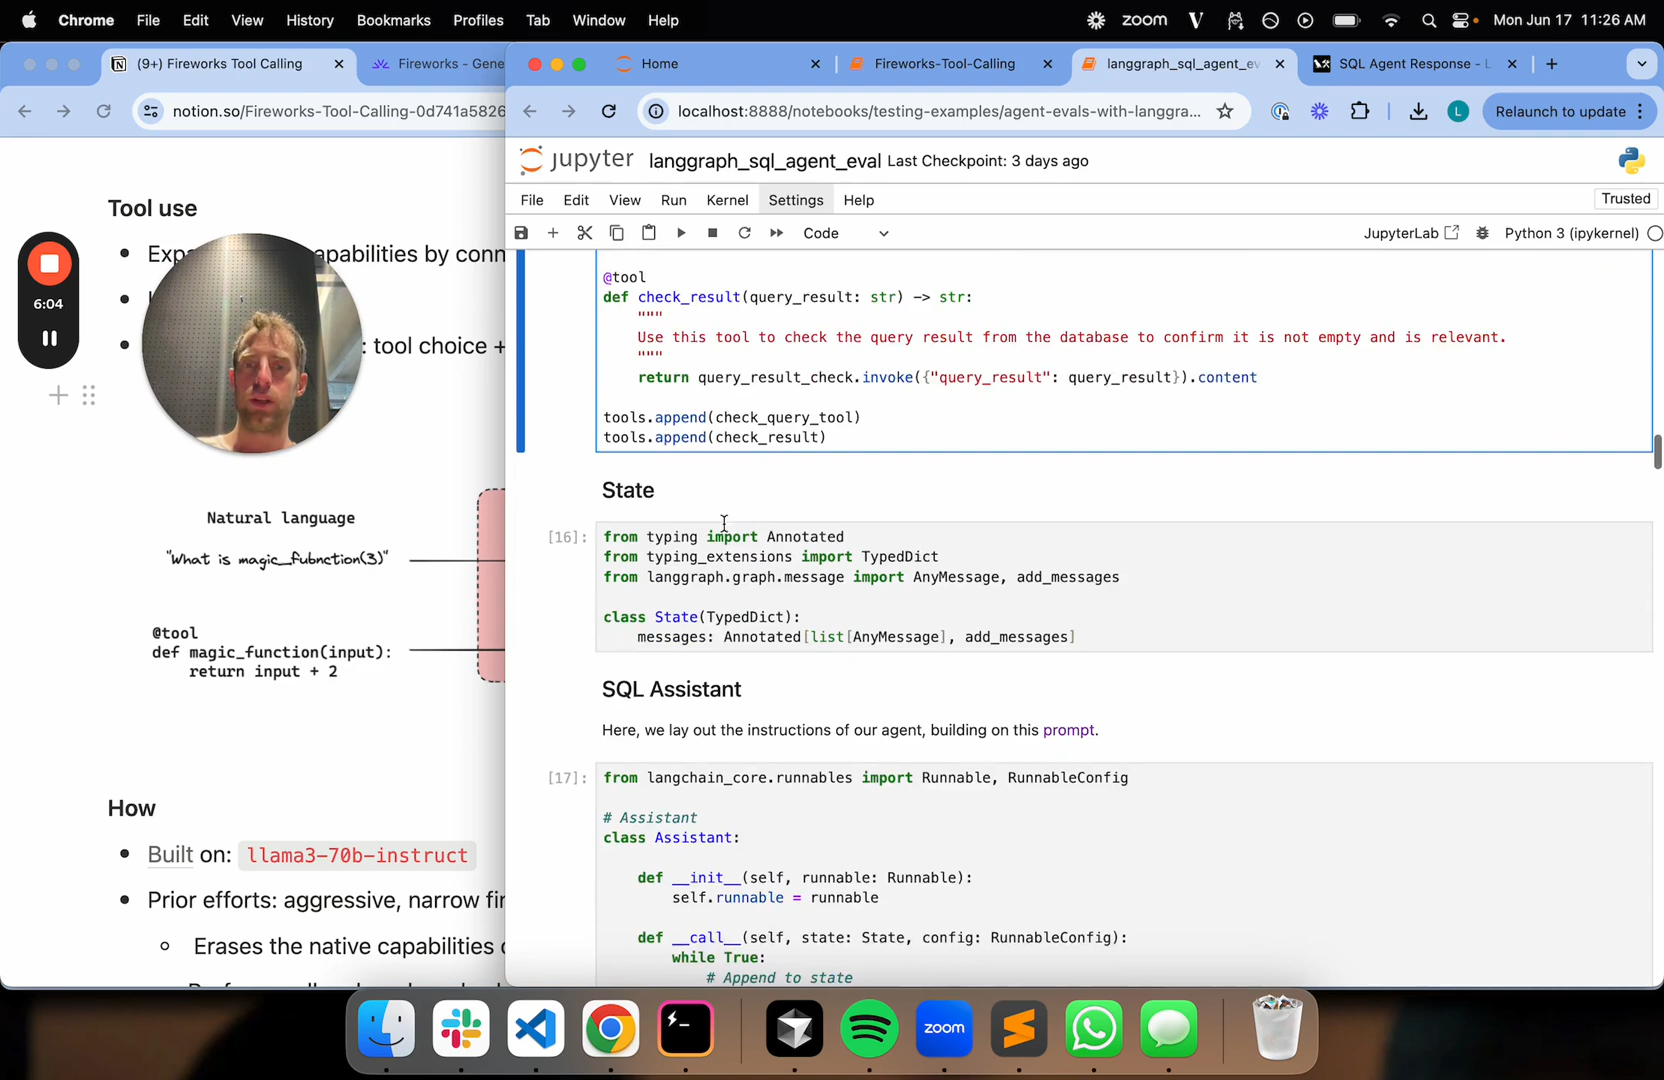 Chrome File Edit View History Bookmarks Profiles Tab Window Help
zoom
Mon Jun 17 11:26 AM
(9+) Fireworks Tool Calling
Fireworks - Gene
Home
Fireworks-Tool-Calling
langgraph_sql_agent_ev
SQL Agent Response - L
notion.so/Fireworks-Tool-Calling-0d741a5826
localhost:8888/notebooks/testing-examples/agent-evals-with-langgra...
L
Relaunch to update
Tool use
apabilities by conn
: tool choice +
6:04
Natural language
"What is magic_fubnction(3)"
@tool
def magic_function(input):
return input + 2
How
Built on: llama3-70b-instruct
Prior efforts: aggressive, narrow fir
Erases the native capabilities
jupyter langgraph_sql_agent_eval Last Checkpoint: 3 days ago
File Edit View Run Kernel Settings Help
Trusted
Code
JupyterLab
Python 3 (ipykernel)
@tool
def check_result(query_result: str) -> str:
"""
Use this tool to check the query result from the database to confirm it is not empty and is relevant.
"""
return query_result_check.invoke({"query_result": query_result}).content
tools.append(check_query_tool)
tools.append(check_result)
State
[16]:
from typing import Annotated
from typing_extensions import TypedDict
from langgraph.graph.message import AnyMessage, add_messages
class State(TypedDict):
messages: Annotated[list[AnyMessage], add_messages]
SQL Assistant
Here, we lay out the instructions of our agent, building on this prompt.
[17]:
from langchain_core.runnables import Runnable, RunnableConfig
# Assistant
class Assistant:
def __init__(self, runnable: Runnable):
self.runnable = runnable
def __call__(self, state: State, config: RunnableConfig):
while True:
# Append to state
zoom